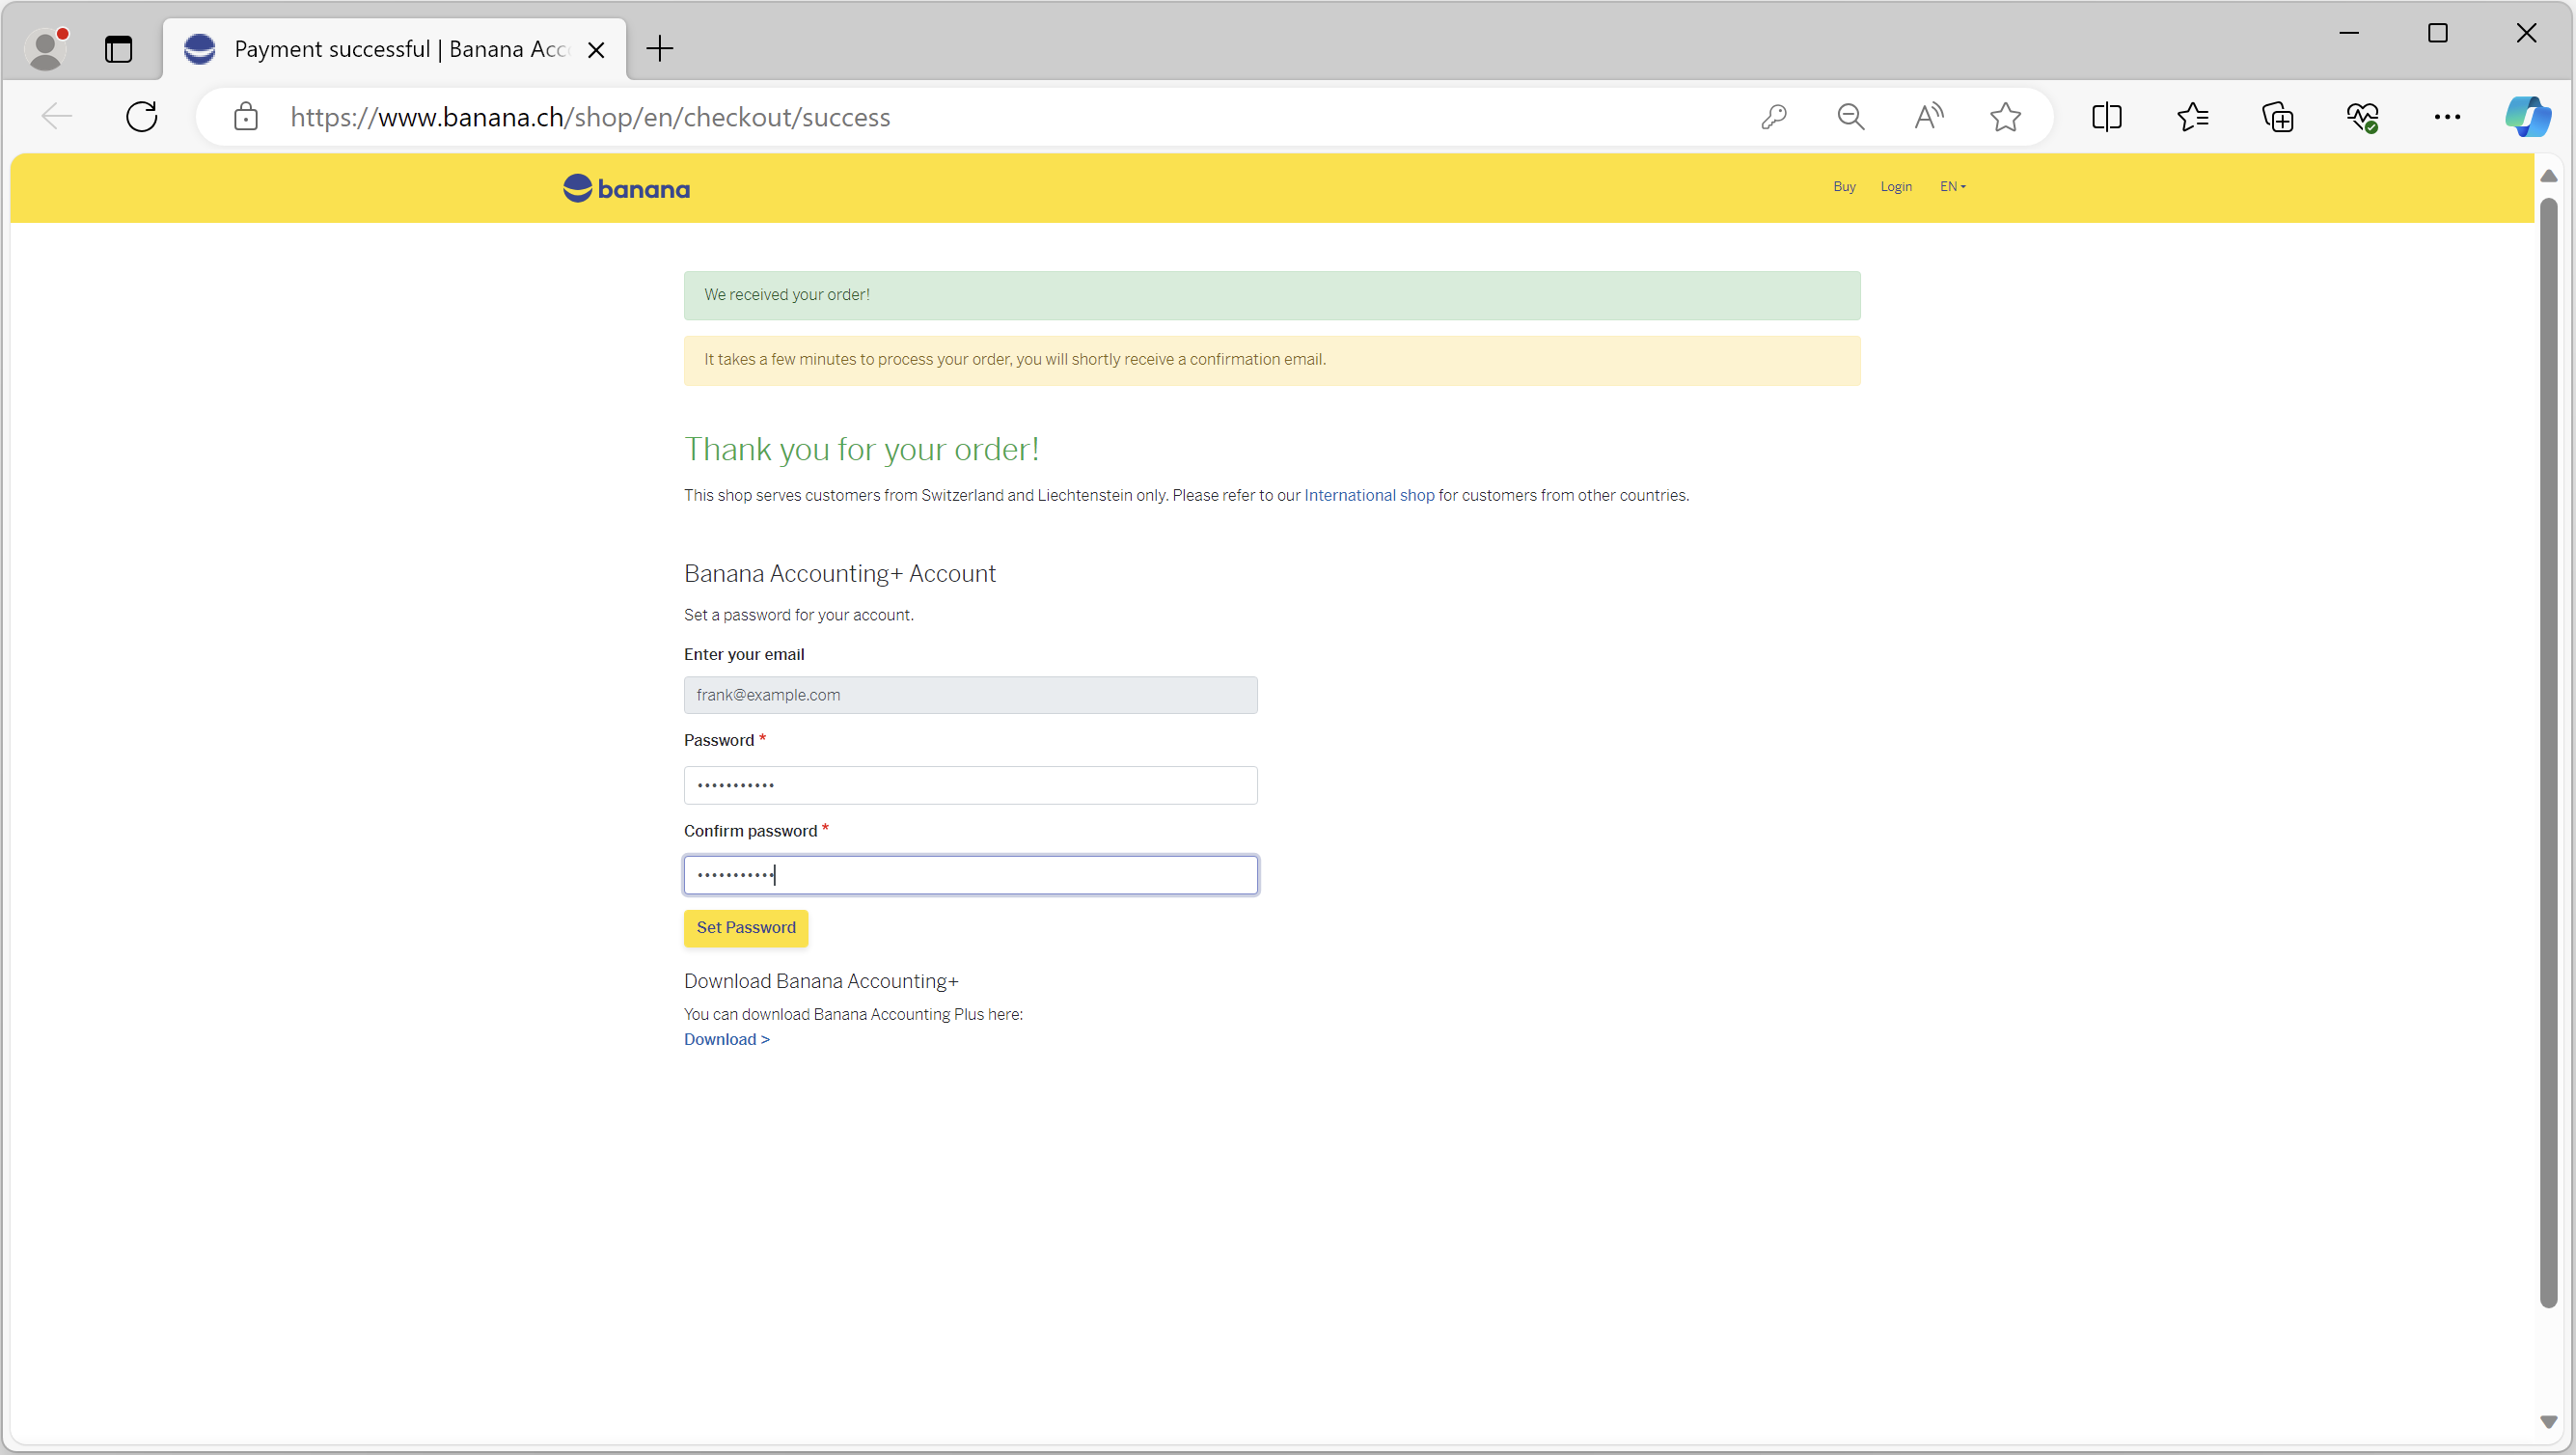 Payment successful | Banana Acc
https://www.banana.ch/shop/en/checkout/success
banana
Buy Login EN
We received your order!
It takes a few minutes to process your order, you will shortly receive a confirmation email.
Thank you for your order!
This shop serves customers from Switzerland and Liechtenstein only. Please refer to our International shop for customers from other countries.
Banana Accounting+ Account
Set a password for your account.
Enter your email
frank@example.com
Password *
•••••••••••
Confirm password *
•••••••••••
Set Password
Download Banana Accounting+
You can download Banana Accounting Plus here:
Download >